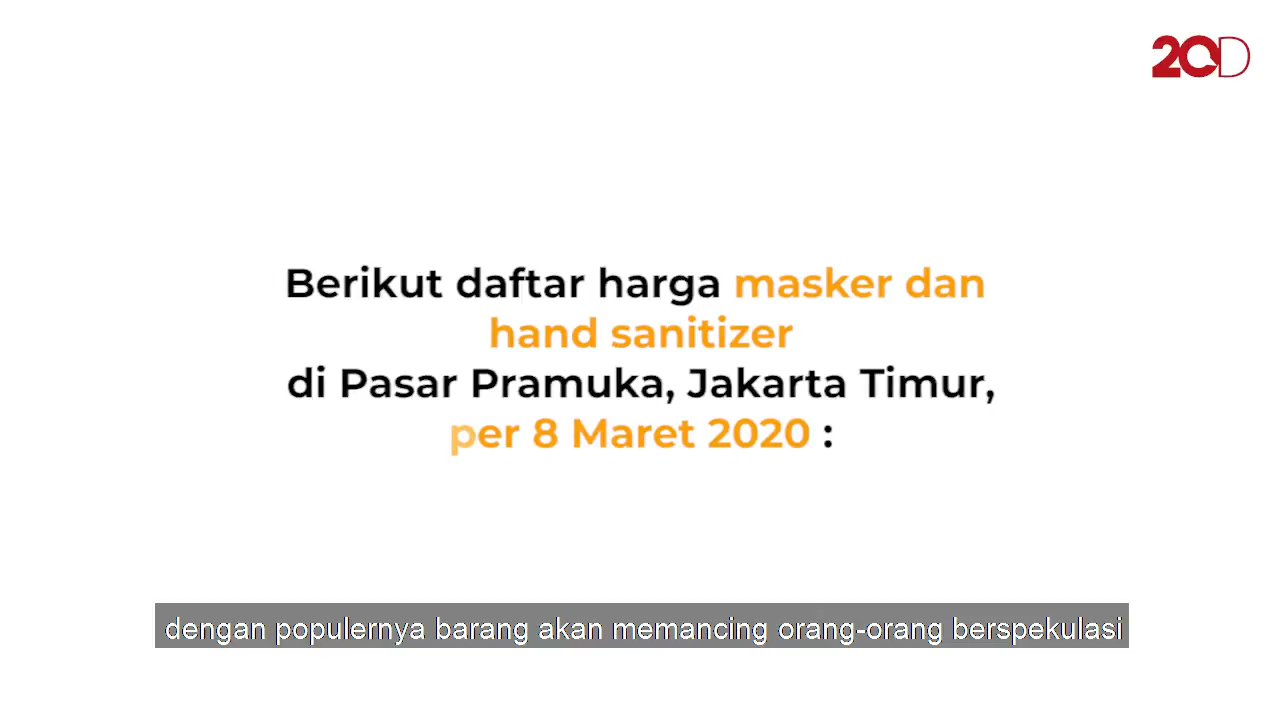 20D
Berikut daftar harga masker dan
hand sanitizer
di Pasar Pramuka, Jakarta Timur,
per 8 Maret 2020 :
dengan populernya barang akan memancing orang-orang berspekulasi